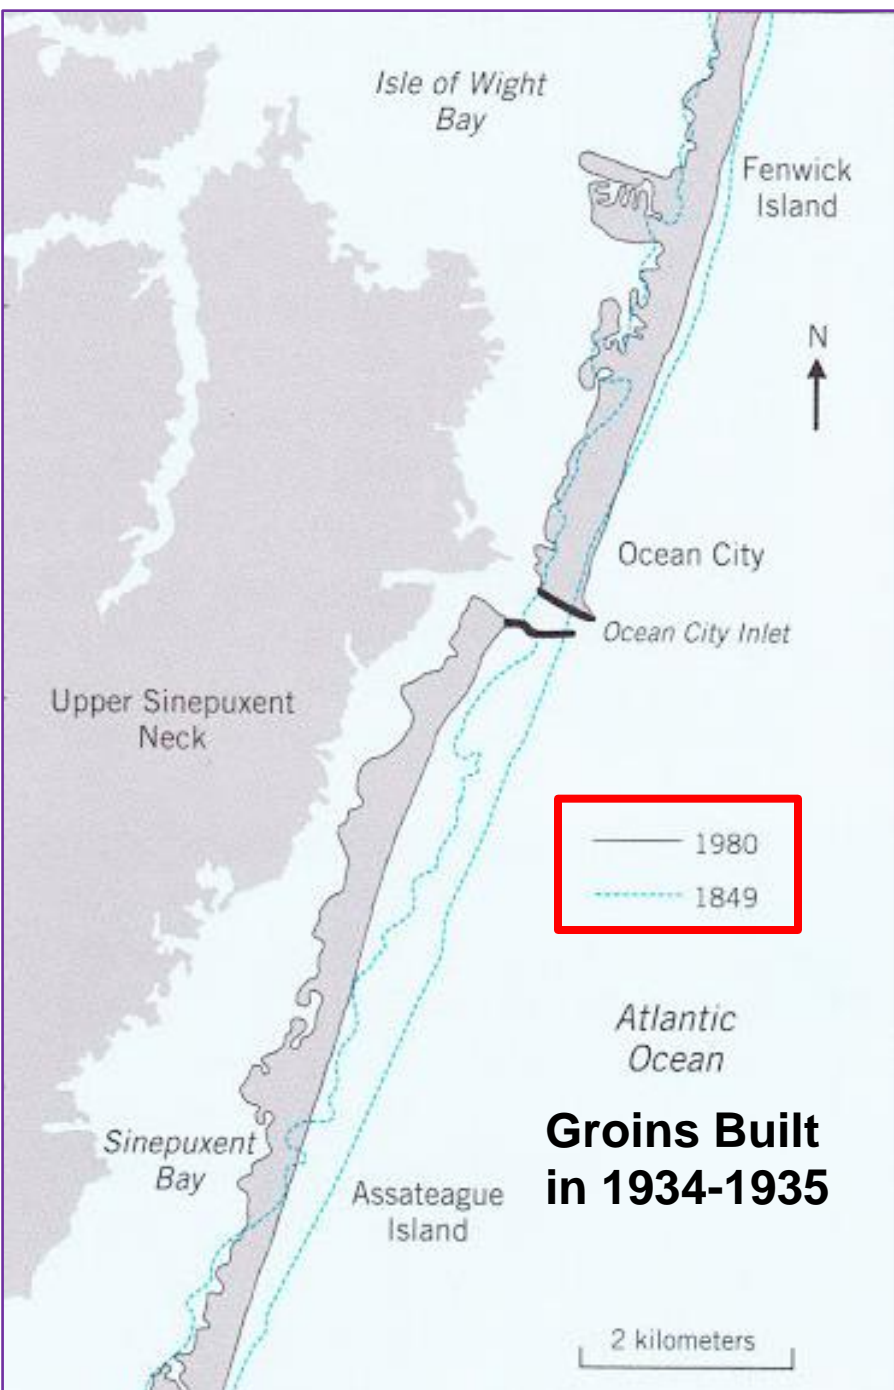 Isle of Wight
Bay
Fenwick
Island
N
Ocean City
Ocean City Inlet
Upper Sinepuxent
Neck
1980
1849
Atlantic
Ocean
Groins Built
in 1934-1935
Sinepuxent
Bay
Assateague
Island
2 kilometers